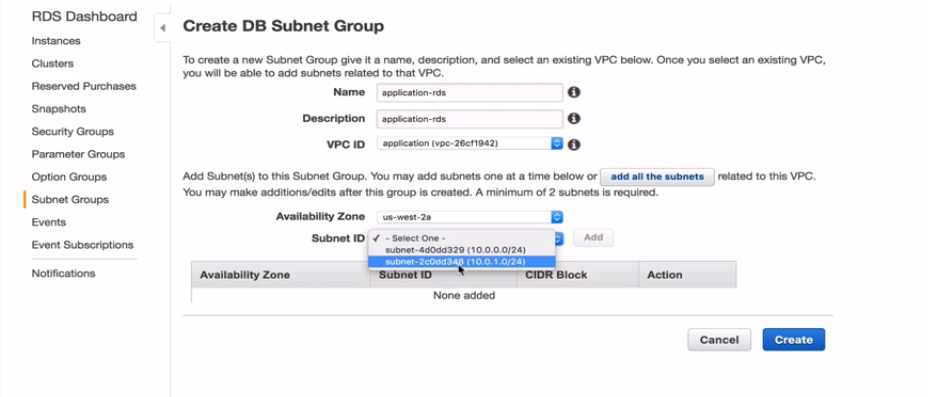 RDS Dashboard
Instances
Clusters
Reserved Purchases
Snapshots
Security Groups
Parameter Groups
Option Groups
Subnet Groups
Events
Event Subscriptions
Notifications
Create DB Subnet Group
To create a new Subnet Group give it a name, description, and select an existing VPC below. Once you select an existing VPC,
you will be able to add subnets related to that VPC.
Name application-rds
Description application-rds
VPC ID application (vpc-26cf1942)
Add Subnet(s) to this Subnet Group. You may add subnets one at a time below or add all the subnets related to this VPC.
You may make additions/edits after this group is created. A minimum of 2 subnets is required.
Availability Zone us-west-2a
Subnet ID ✓ - Select One - Add
subnet-4d0dd329 (10.0.0.0/24)
subnet-2c0dd348 (10.0.1.0/24)
Availability Zone Subnet ID CIDR Block Action
None added
Cancel Create